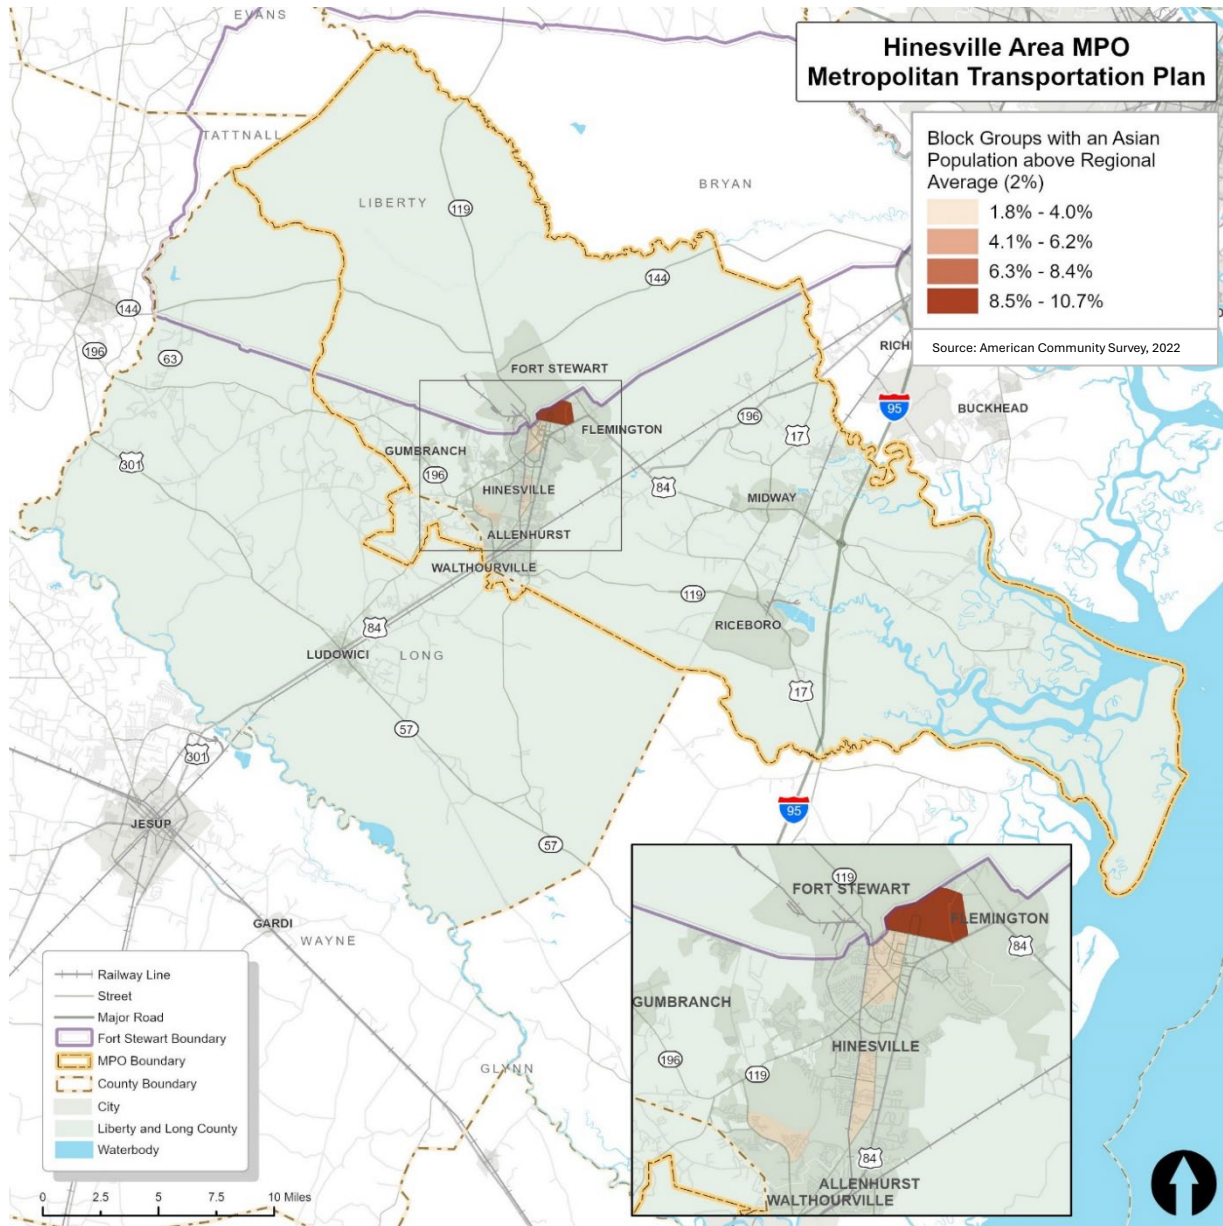 Hinesville Area MPO
Metropolitan Transportation Plan
Block Groups with an Asian
Population above Regional
Average (2%)
1.8% - 4.0%
4.1% - 6.2%
6.3% - 8.4%
8.5% - 10.7%
Source: American Community Survey, 2022
EVANS
TATTNALL
LIBERTY
BRYAN
119
144
144
196
63
FORT STEWART
95
BUCKHEAD
196
17
FLEMINGTON
GUMBRANCH
301
196
84
HINESVILLE
MIDWAY
ALLENHURST
WALTHOURVILLE
119
RICEBORO
84
LUDOWICI
LONG
17
57
301
95
JESUP
57
GARDI
WAYNE
GLYNN
Railway Line
Street
Major Road
Fort Stewart Boundary
MPO Boundary
County Boundary
City
Liberty and Long County
Waterbody
0 2.5 5 7.5 10 Miles
119
FORT STEWART
FLEMINGTON
84
GUMBRANCH
HINESVILLE
196
119
84
ALLENHURST
WALTHOURVILLE